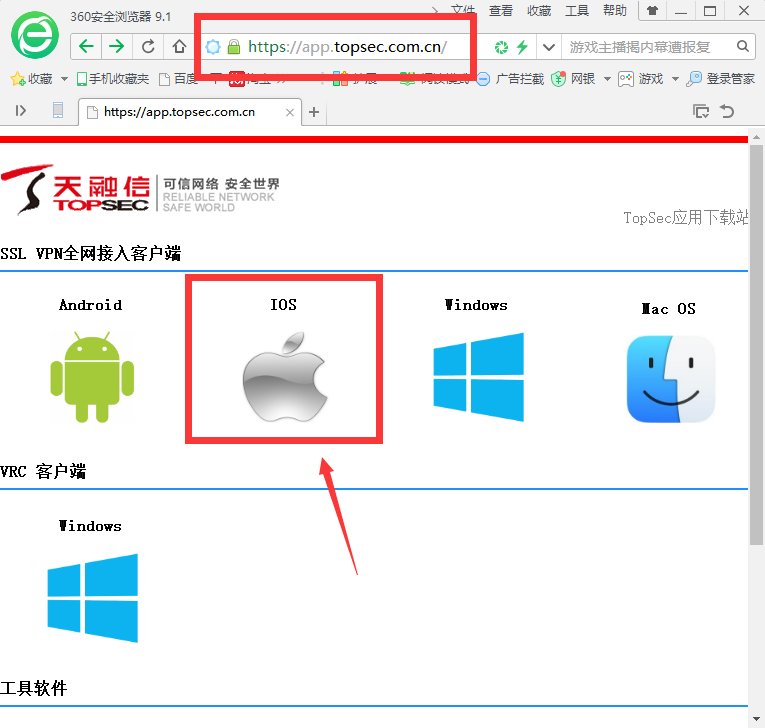 360安全浏览器 9.1
文件 查看 收藏 工具 帮助
https://app.topsec.com.cn/
游戏主播揭内幕遭报复
收藏 手机收藏夹 百度 淘宝 扩展 广告拦截 网银 游戏 登录管家
https://app.topsec.com.cn
天融信 可信网络 安全世界
TOPSEC RELIABLE NETWORK
SAFE WORLD
TopSec应用下载站
SSL VPN全网接入客户端
Android IOS Windows Mac OS
VRC 客户端
Windows
工具软件